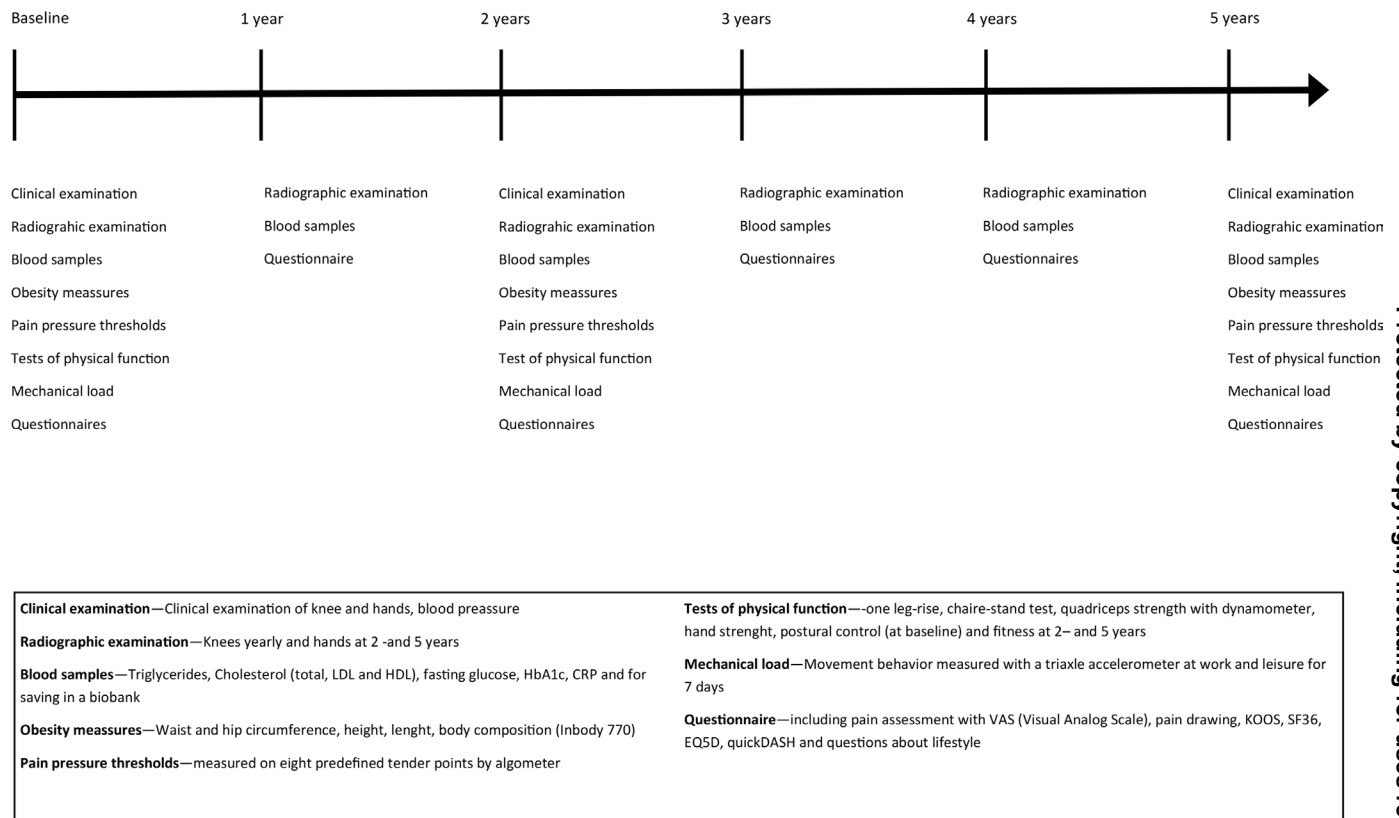 Baseline
1 year
2 years
3 years
4 years
5 years
Clinical examination
Radiograhic examination
Blood samples
Obesity meassures
Pain pressure thresholds
Tests of physical function
Mechanical load
Questionnaires
Radiographic examination
Blood samples
Questionnaire
Clinical examination
Radiograhic examination
Blood samples
Obesity meassures
Pain pressure thresholds
Test of physical function
Mechanical load
Questionnaires
Radiographic examination
Blood samples
Questionnaires
Radiographic examination
Blood samples
Questionnaires
Clinical examination
Radiograhic examination
Blood samples
Obesity meassures
Pain pressure thresholds
Test of physical function
Mechanical load
Questionnaires
Clinical examination—Clinical examination of knee and hands, blood preassure
Radiographic examination—Knees yearly and hands at 2 -and 5 years
Blood samples—Triglycerides, Cholesterol (total, LDL and HDL), fasting glucose, HbA1c, CRP and for
saving in a biobank
Obesity meassures—Waist and hip circumference, height, lenght, body composition (Inbody 770)
Pain pressure thresholds—measured on eight predefined tender points by algometer
Tests of physical function—-one leg-rise, chaire-stand test, quadriceps strength with dynamometer,
hand strenght, postural control (at baseline) and fitness at 2– and 5 years
Mechanical load—Movement behavior measured with a triaxle accelerometer at work and leisure for
7 days
Questionnaire—including pain assessment with VAS (Visual Analog Scale), pain drawing, KOOS, SF36,
EQ5D, quickDASH and questions about lifestyle